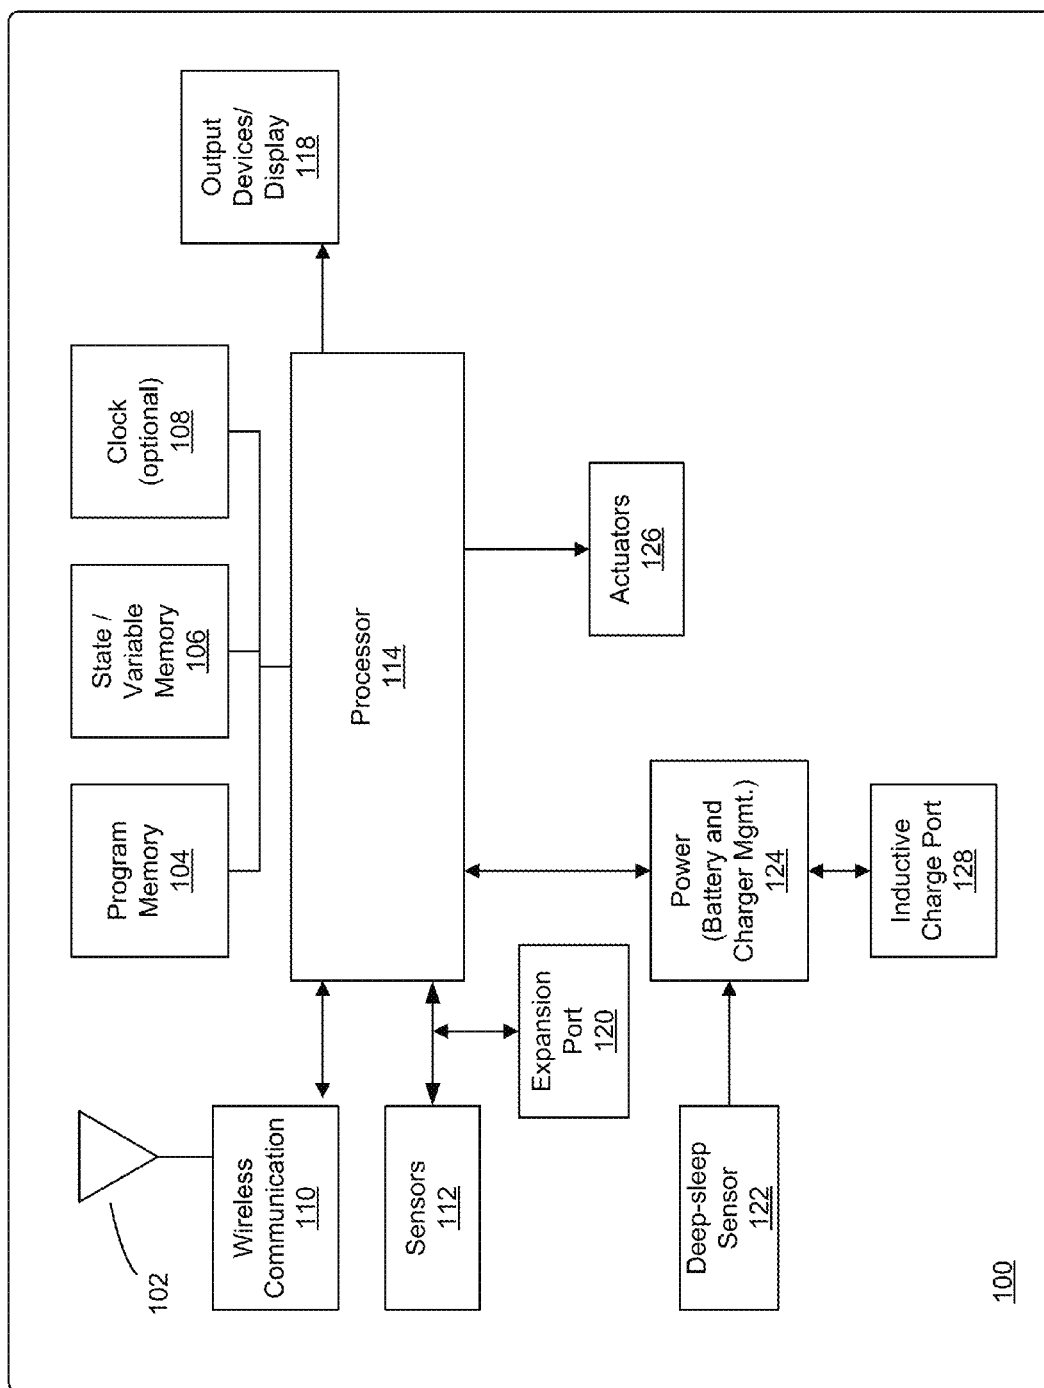 102
Program
Memory
104
State /
Variable
Memory
106
Clock
(optional)
108
Wireless
Communication
110
Processor
114
Output
Devices/
Display
118
Sensors
112
Expansion
Port
120
Actuators
126
Deep-sleep
Sensor
122
Power
(Battery and
Charger Mgmt.)
124
Inductive
Charge Port
128
100